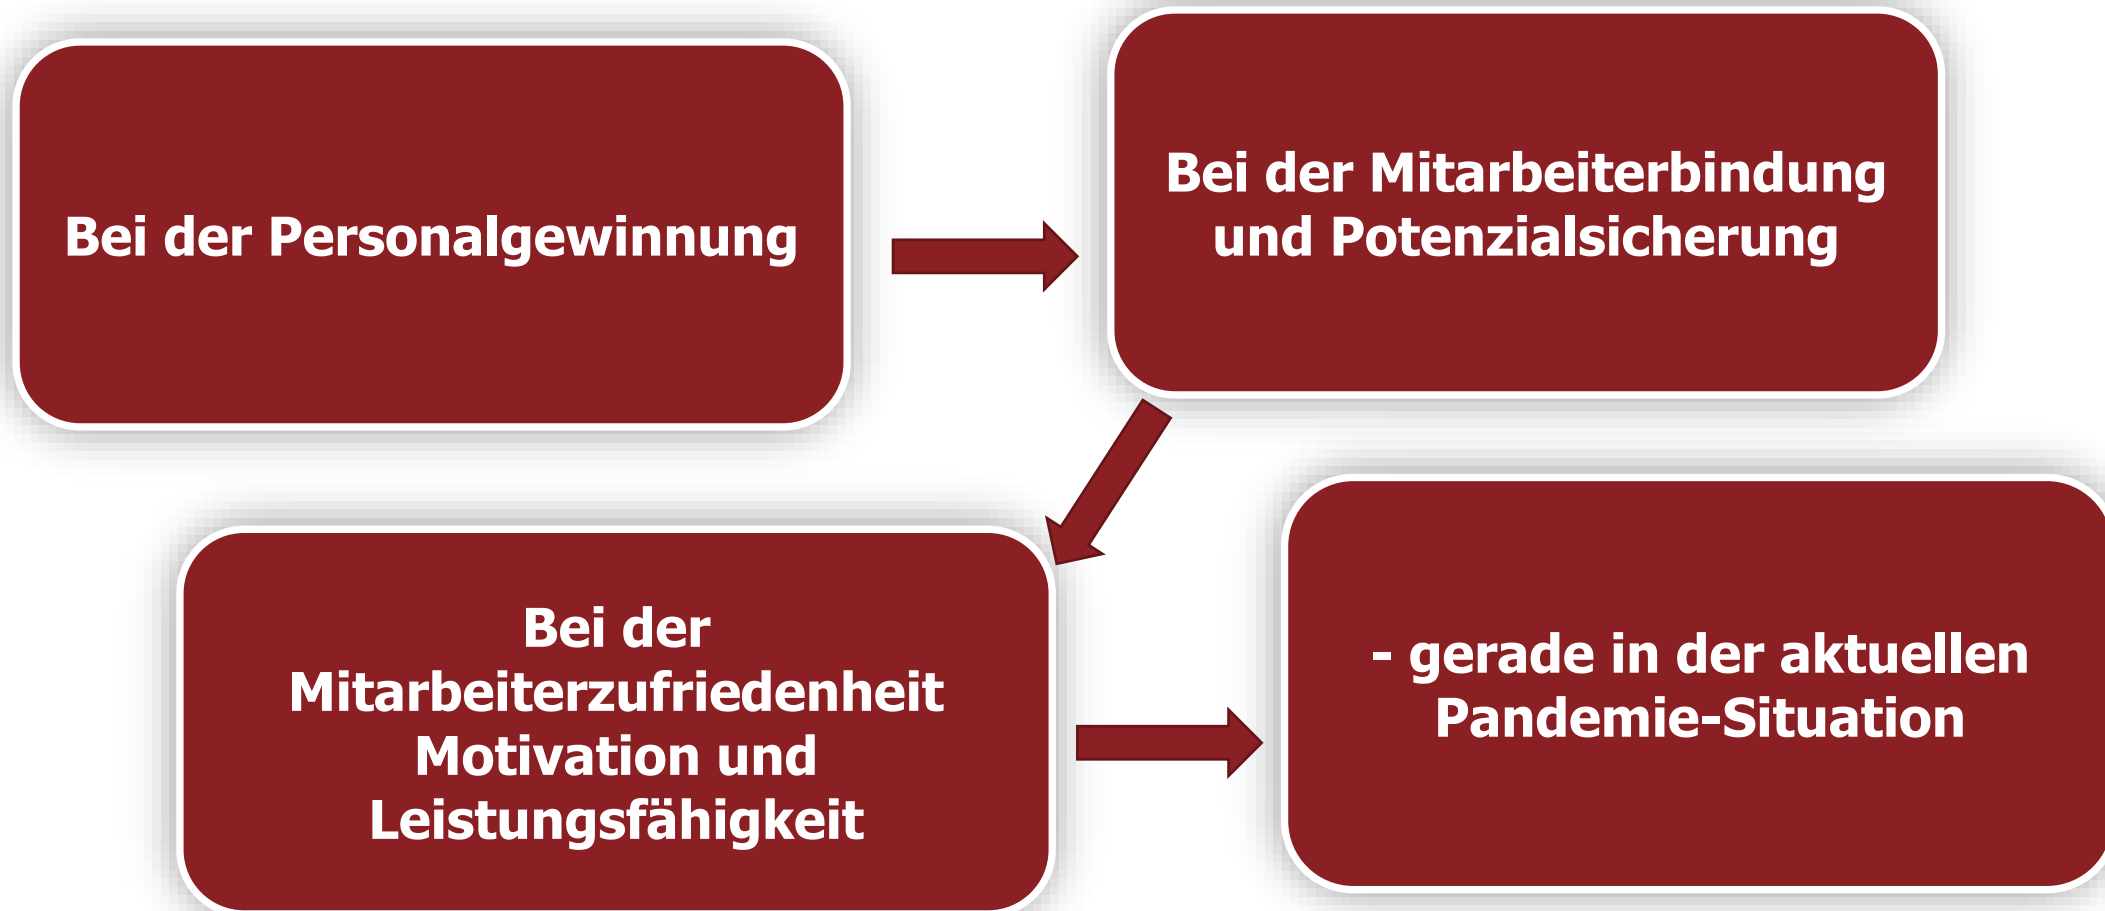 Bei der Personalgewinnung
Bei der Mitarbeiterbindung
und Potenzialsicherung
Bei der
Mitarbeiterzufriedenheit
Motivation und
Leistungsfähigkeit
- gerade in der aktuellen
Pandemie-Situation